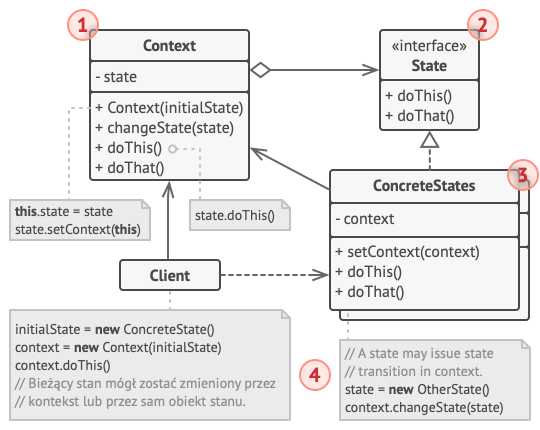 1
Context
- state
+ Context(initialState)
+ changeState(state)
+ doThis()
+ doThat()
2
«interface»
State
+ doThis()
+ doThat()
3
ConcreteStates
- context
+ setContext(context)
+ doThis()
+ doThat()
this.state = state
state.setContext(this)
state.doThis()
Client
initialState = new ConcreteState()
context = new Context(initialState)
context.doThis()
// Bieżący stan mógł zostać zmieniony przez
// kontekst lub przez sam obiekt stanu.
4
// A state may issue state
// transition in context.
state = new OtherState()
context.changeState(state)